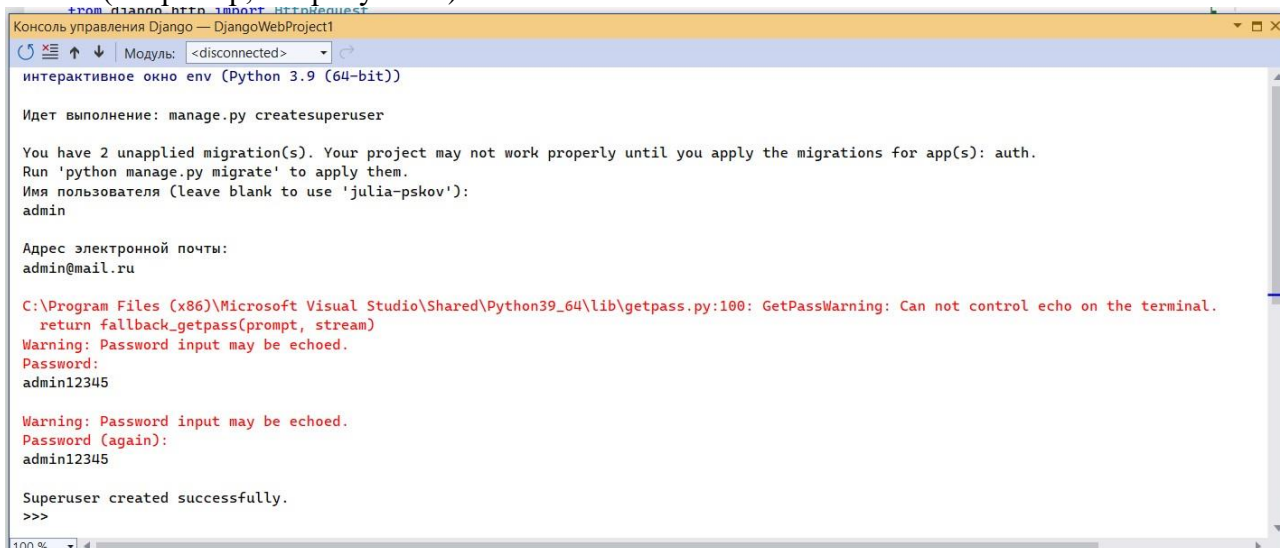 from django.http import HttpRequest
Консоль управления Django — DjangoWebProject1
Модуль: <disconnected>
интерактивное окно env (Python 3.9 (64-bit))
Идет выполнение: manage.py createsuperuser
You have 2 unapplied migration(s). Your project may not work properly until you apply the migrations for app(s): auth.
Run 'python manage.py migrate' to apply them.
Имя пользователя (leave blank to use 'julia-pskov'):
admin
Адрес электронной почты:
admin@mail.ru
C:\Program Files (x86)\Microsoft Visual Studio\Shared\Python39_64\lib\getpass.py:100: GetPassWarning: Can not control echo on the terminal.
return fallback_getpass(prompt, stream)
Warning: Password input may be echoed.
Password:
admin12345
Warning: Password input may be echoed.
Password (again):
admin12345
Superuser created successfully.
>>>
100 %